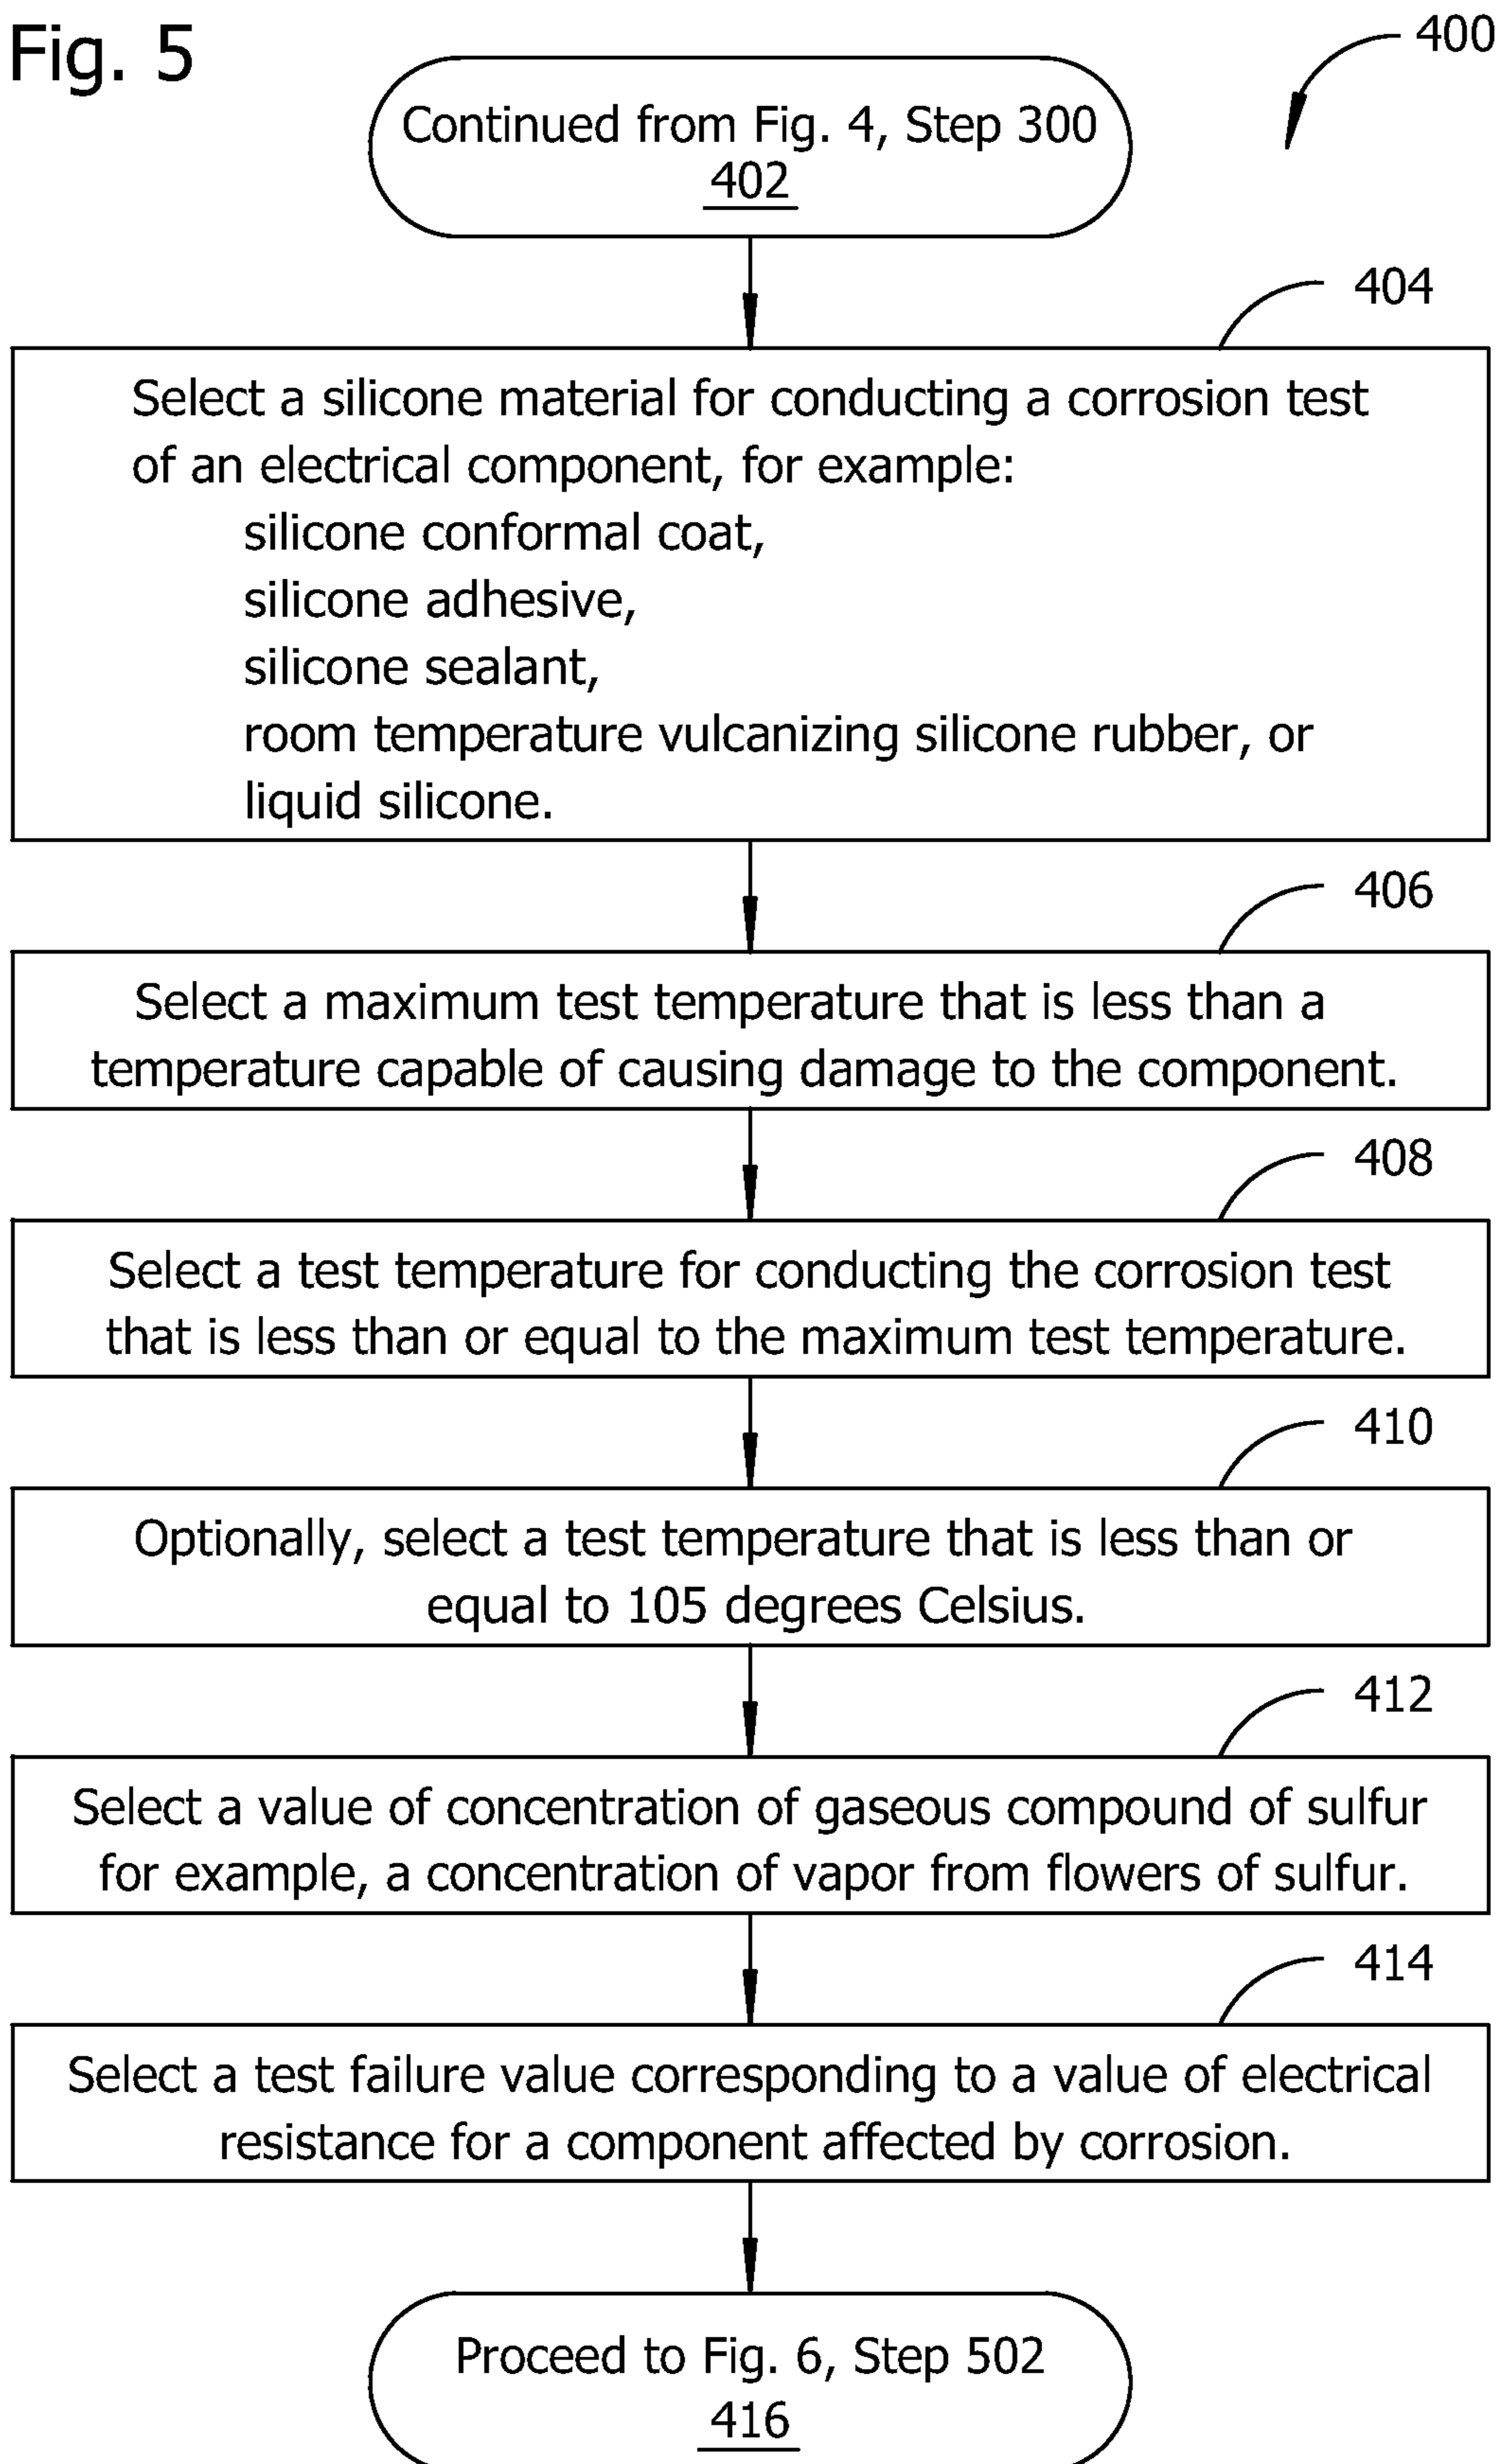 Fig. 5
400
Continued from Fig. 4, Step 300
402
404
Select a silicone material for conducting a corrosion test
of an electrical component, for example:
silicone conformal coat,
silicone adhesive,
silicone sealant,
room temperature vulcanizing silicone rubber, or
liquid silicone.
406
Select a maximum test temperature that is less than a
temperature capable of causing damage to the component.
408
Select a test temperature for conducting the corrosion test
that is less than or equal to the maximum test temperature.
410
Optionally, select a test temperature that is less than or
equal to 105 degrees Celsius.
412
Select a value of concentration of gaseous compound of sulfur
for example, a concentration of vapor from flowers of sulfur.
414
Select a test failure value corresponding to a value of electrical
resistance for a component affected by corrosion.
Proceed to Fig. 6, Step 502
416